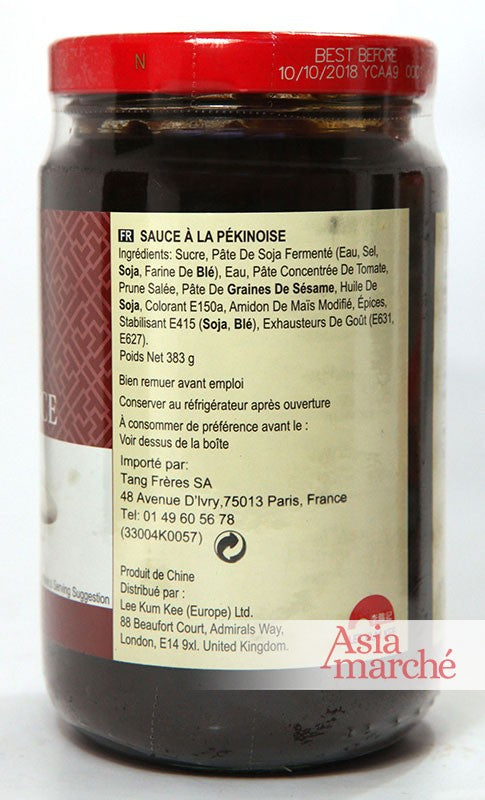 N
BEST BEFORE
10/10/2018 YCAA9 0001
FR SAUCE À LA PÉKINOISE
Ingrédients: Sucre, Pâte De Soja Fermenté (Eau, Sel,
Soja, Farine De Blé), Eau, Pâte Concentrée De Tomate,
Prune Salée, Pâte De Graines De Sésame, Huile De
Soja, Colorant E150a, Amidon De Maïs Modifié, Épices,
Stabilisant E415 (Soja, Blé), Exhausteurs De Goût (E631,
E627).
Poids Net 383 g
Bien remuer avant emploi
Conserver au réfrigérateur après ouverture
À consommer de préférence avant le :
Voir dessus de la boîte
Importé par:
Tang Frères SA
48 Avenue D'Ivry,75013 Paris, France
Tel: 01 49 60 56 78
(33004K0057)
Produit de Chine
Distribué par :
Lee Kum Kee (Europe) Ltd.
88 Beaufort Court, Admirals Way,
London, E14 9xl. United Kingdom.
CE
Serving Suggestion
Asia
marché